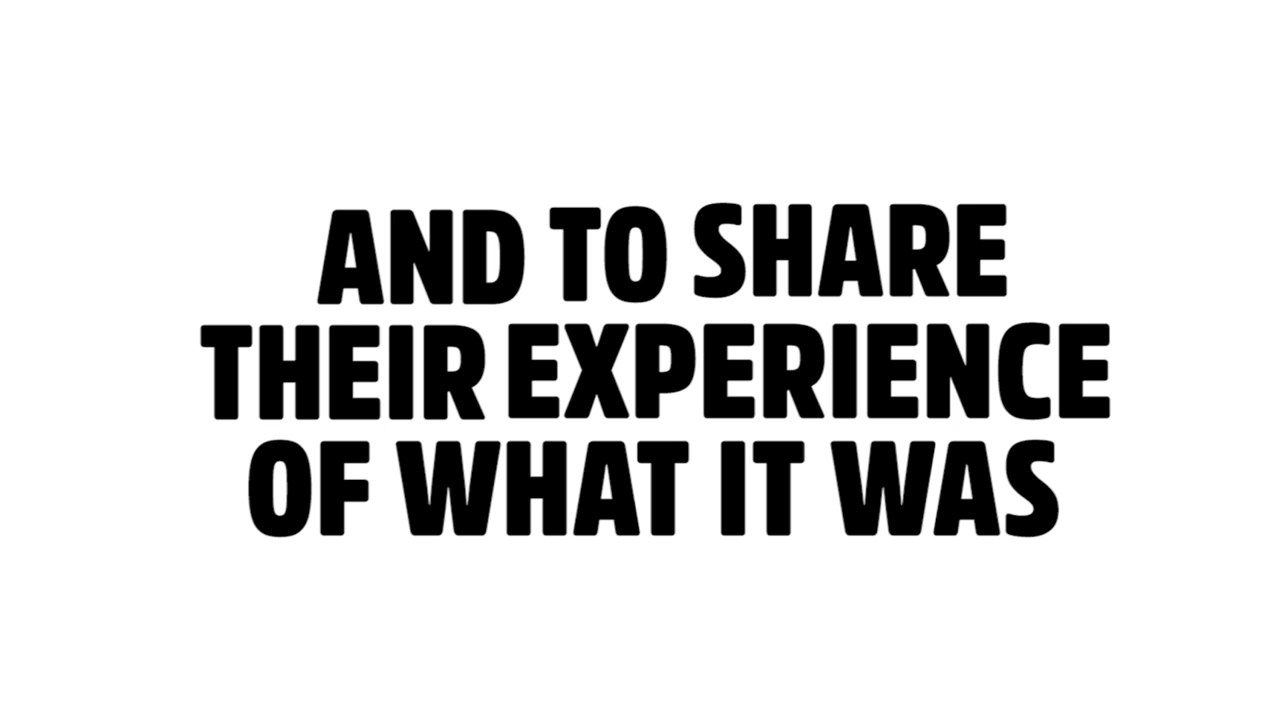 AND TO SHARE
THEIR EXPERIENCE
OF WHAT IT WAS